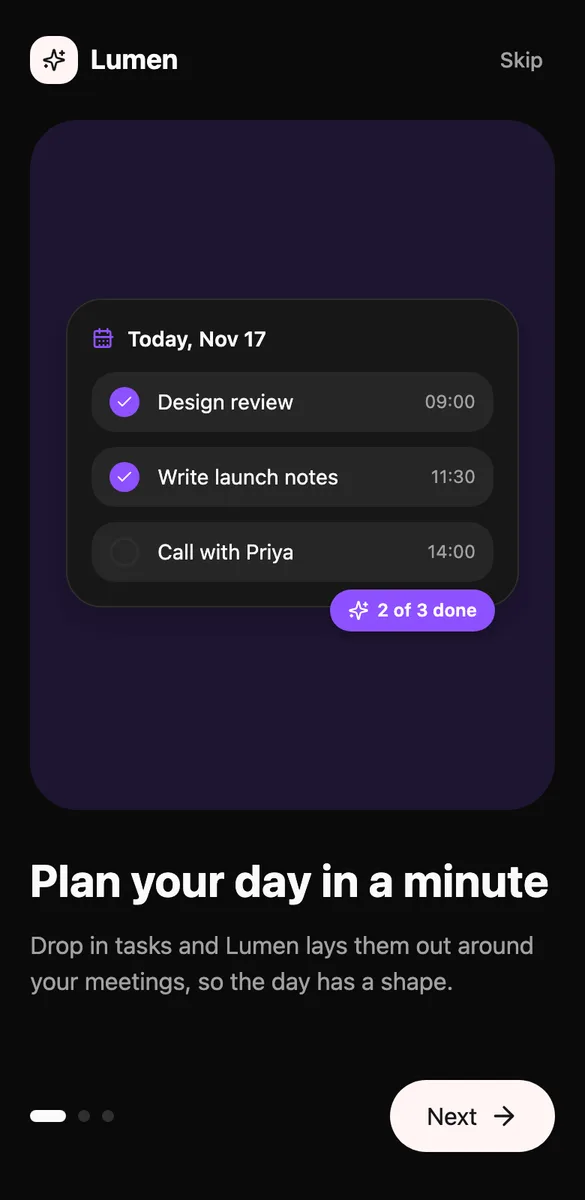 Lumen
Skip
Today, Nov 17
Design review 09:00
Write launch notes 11:30
Call with Priya 14:00
2 of 3 done
Plan your day in a minute
Drop in tasks and Lumen lays them out around
your meetings, so the day has a shape.
Next